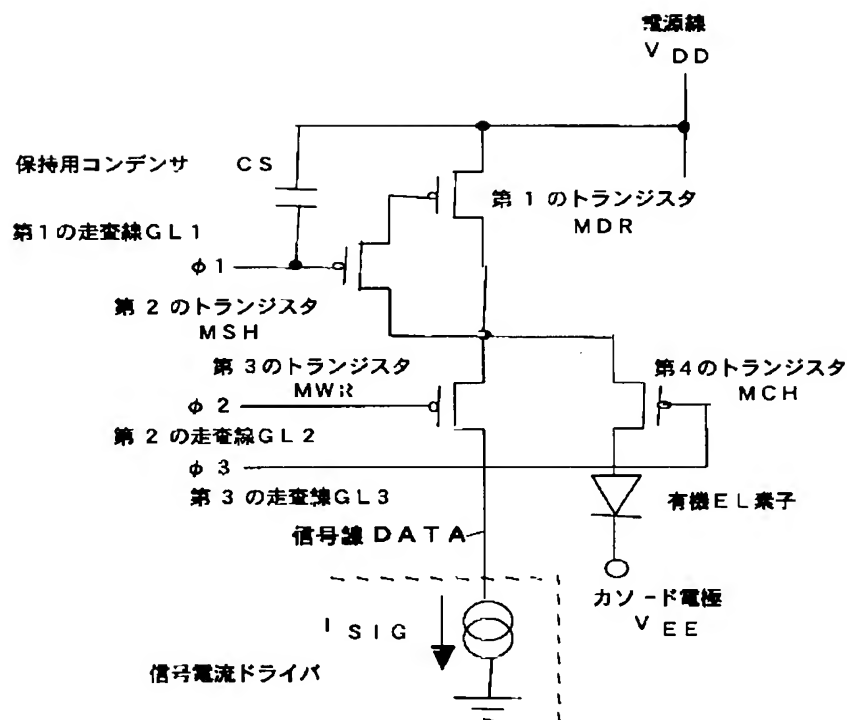 電源線
V DD
保持用コンデンサ CS
第1のトランジスタ
MDR
第1の走査線GL1
φ1
第2のトランジスタ
MSH
第3のトランジスタ
MWR
第4のトランジスタ
MCH
φ2
第2の走査線GL2
φ3
第3の走査線GL3
有機EL素子
信号線DATA
カソード電極
V EE
I SIG
信号電流ドライバ